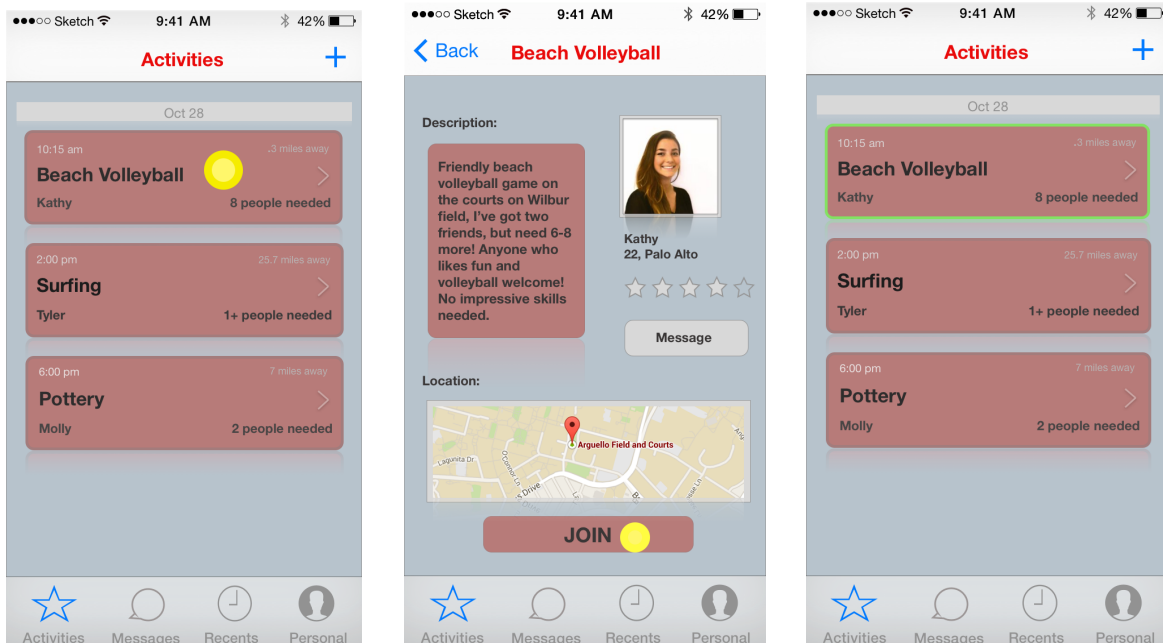 Sketch 9:41 AM 42%
Activities +
Oct 28
10:15 am .3 miles away
Beach Volleyball
Kathy 8 people needed
2:00 pm 25.7 miles away
Surfing
Tyler 1+ people needed
6:00 pm 7 miles away
Pottery
Molly 2 people needed
Activities Messages Recents Personal
Sketch 9:41 AM 42%
Back Beach Volleyball
Description:
Friendly beach
volleyball game on
the courts on Wilbur
field, I've got two
friends, but need 6-8
more! Anyone who
likes fun and
volleyball welcome!
No impressive skills
needed.
Kathy
22, Palo Alto
Message
Location:
Arguello Field and Courts
Lagunita Dr.
O'Connor Ln
s Drive
JOIN
Activities Messages Recents Personal
Sketch 9:41 AM 42%
Activities +
Oct 28
10:15 am .3 miles away
Beach Volleyball
Kathy 8 people needed
2:00 pm 25.7 miles away
Surfing
Tyler 1+ people needed
6:00 pm 7 miles away
Pottery
Molly 2 people needed
Activities Messages Recents Personal